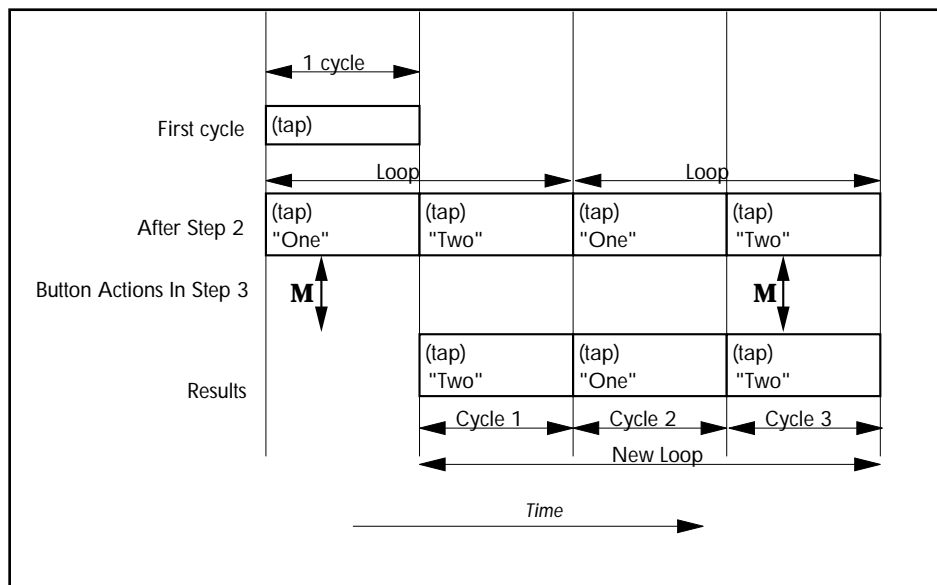 1 cycle
First cycle
(tap)
Loop
Loop
After Step 2
(tap)
"One"
(tap)
"Two"
(tap)
"One"
(tap)
"Two"
Button Actions In Step 3
M
M
Results
(tap)
"Two"
(tap)
"One"
(tap)
"Two"
Cycle 1
Cycle 2
Cycle 3
New Loop
Time